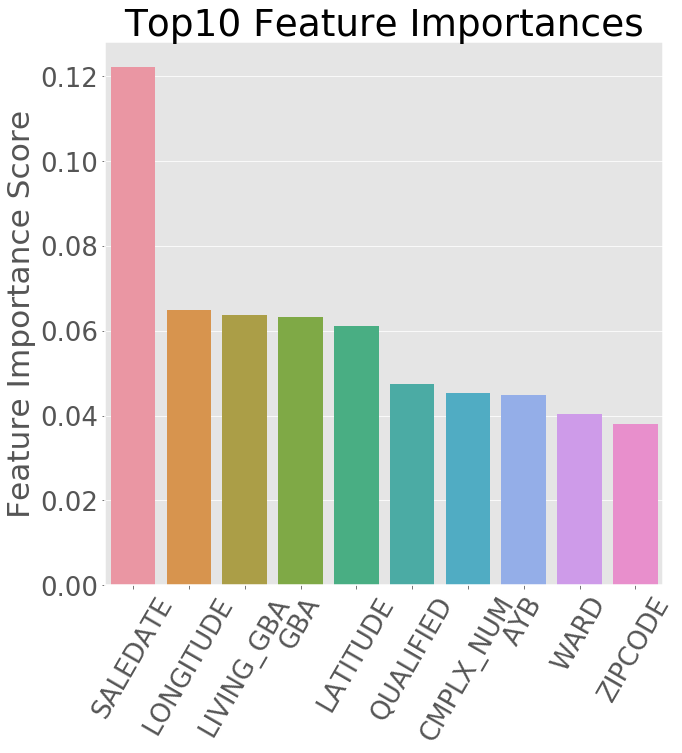 Top10 Feature Importances
Feature Importance Score
0.12
0.10
0.08
0.06
0.04
0.02
0.00
SALEDATE
LONGITUDE
LIVING_GBA
GBA
LATITUDE
QUALIFIED
CMPLX_NUM
AYB
WARD
ZIPCODE